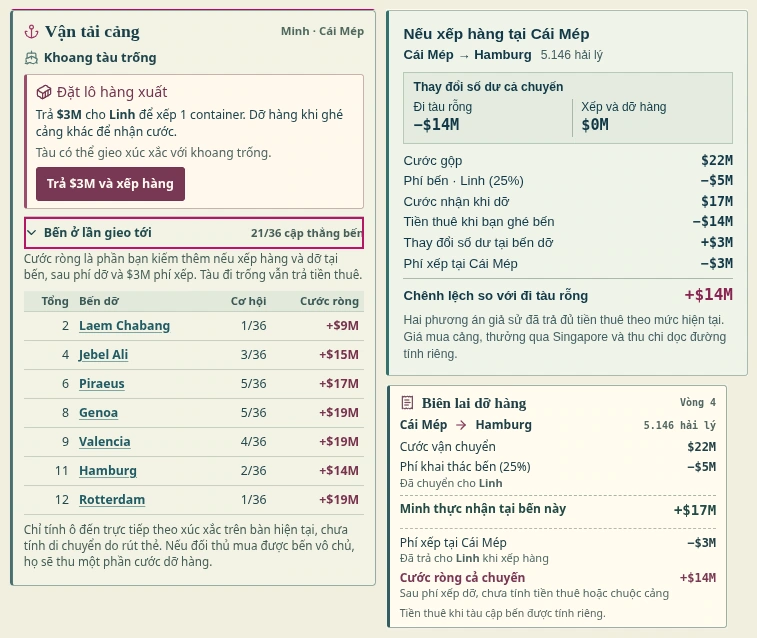 Vận tải cảng
Minh · Cái Mép
Khoang tàu trống
Đặt lô hàng xuất
Trả $3M cho Linh để xếp 1 container. Dỡ hàng khi ghé
cảng khác để nhận cước.
Tàu có thể gieo xúc xắc với khoang trống.
Trả $3M và xếp hàng
Bến ở lần gieo tới
21/36 cập thẳng bến
Cước ròng là phần bạn kiếm thêm nếu xếp hàng và dỡ tại
bến, sau phí dỡ và $3M phí xếp. Tàu đi trống vẫn trả tiền thuê.
Tổng Bến dỡ Cơ hội Cước ròng
2 Laem Chabang 1/36 +$9M
4 Jebel Ali 3/36 +$15M
6 Piraeus 5/36 +$17M
8 Genoa 5/36 +$19M
9 Valencia 4/36 +$19M
11 Hamburg 2/36 +$14M
12 Rotterdam 1/36 +$19M
Chỉ tính ô đến trực tiếp theo xúc xắc trên bàn hiện tại, chưa
tính di chuyển do rút thẻ. Nếu đối thủ mua được bến vô chủ,
họ sẽ thu một phần cước dỡ hàng.
Nếu xếp hàng tại Cái Mép
Cái Mép → Hamburg 5.146 hải lý
Thay đổi số dư cả chuyến
Đi tàu rỗng
−$14M
Xếp và dỡ hàng
$0M
Cước gộp $22M
Phí bến · Linh (25%) −$5M
Cước nhận khi dỡ $17M
Tiền thuê khi bạn ghé bến −$14M
Thay đổi số dư tại bến dỡ +$3M
Phí xếp tại Cái Mép −$3M
Chênh lệch so với đi tàu rỗng +$14M
Hai phương án giả sử đã trả đủ tiền thuê theo mức hiện tại.
Giá mua cảng, thưởng qua Singapore và thu chi dọc đường
tính riêng.
Biên lai dỡ hàng
Vòng 4
Cái Mép → Hamburg 5.146 hải lý
Cước vận chuyển $22M
Phí khai thác bến (25%) −$5M
Đã chuyển cho Linh
Minh thực nhận tại bến này +$17M
Phí xếp tại Cái Mép −$3M
Đã trả cho Linh khi xếp hàng
Cước ròng cả chuyến +$14M
Sau phí xếp dỡ, chưa tính tiền thuê hoặc chuộc cảng
Tiền thuê khi tàu cập bến được tính riêng.